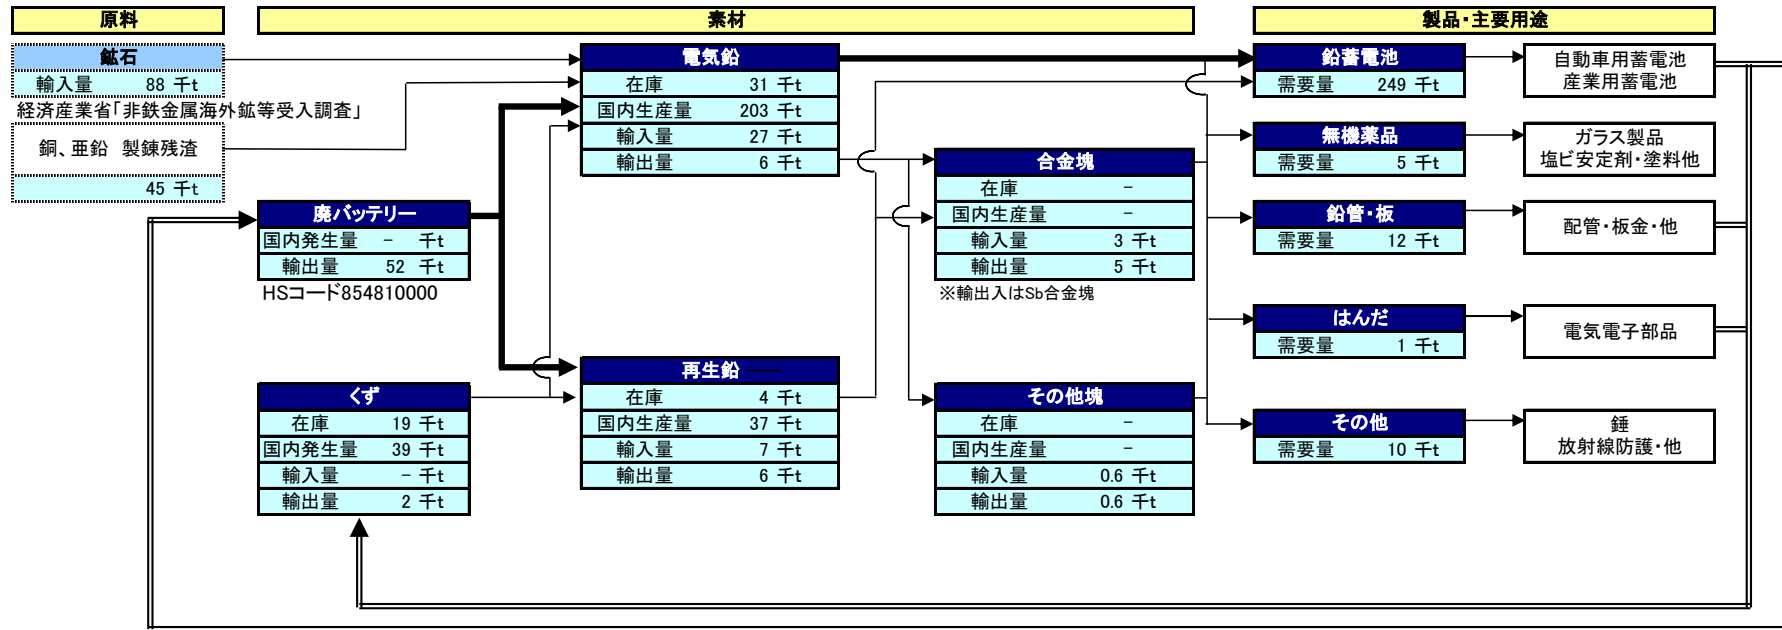 原料
鉱石
輸入量 88 千t
経済産業省「非鉄金属海外鉱等受入調査」
銅、亜鉛 製錬残渣
45 千t
素材
廃バッテリー
国内発生量 － 千t
輸出量 52 千t
HSコード854810000
くず
在庫 19 千t
国内発生量 39 千t
輸入量 － 千t
輸出量 2 千t
電気鉛
在庫 31 千t
国内生産量 203 千t
輸入量 27 千t
輸出量 6 千t
再生鉛
在庫 4 千t
国内生産量 37 千t
輸入量 7 千t
輸出量 6 千t
合金塊
在庫 －
国内生産量 －
輸入量 3 千t
輸出量 5 千t
※輸出入はSb合金塊
その他塊
在庫 －
国内生産量 －
輸入量 0.6 千t
輸出量 0.6 千t
製品・主要用途
鉛蓄電池
需要量 249 千t
自動車用蓄電池
産業用蓄電池
無機薬品
需要量 5 千t
ガラス製品
塩ビ安定剤・塗料他
鉛管・板
需要量 12 千t
配管・板金・他
はんだ
需要量 1 千t
電気電子部品
その他
需要量 10 千t
錘
放射線防護・他